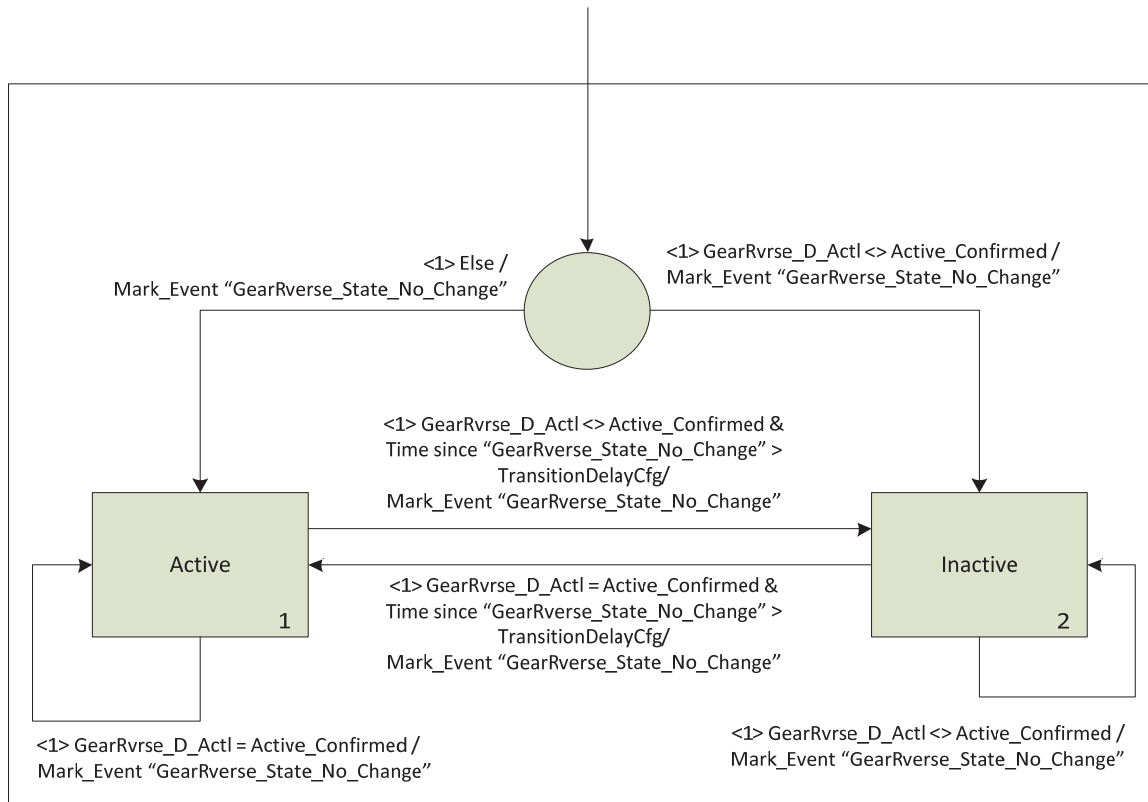 <1> Else /
Mark_Event “GearRverse_State_No_Change”
<1> GearRvrse_D_Actl <> Active_Confirmed /
Mark_Event “GearRverse_State_No_Change”
<1> GearRvrse_D_Actl <> Active_Confirmed &
Time since “GearRverse_State_No_Change” >
TransitionDelayCfg/
Mark_Event “GearRverse_State_No_Change”
Active
1
Inactive
2
<1> GearRvrse_D_Actl = Active_Confirmed &
Time since “GearRverse_State_No_Change” >
TransitionDelayCfg/
Mark_Event “GearRverse_State_No_Change”
<1> GearRvrse_D_Actl = Active_Confirmed /
Mark_Event “GearRverse_State_No_Change”
<1> GearRvrse_D_Actl <> Active_Confirmed /
Mark_Event “GearRverse_State_No_Change”